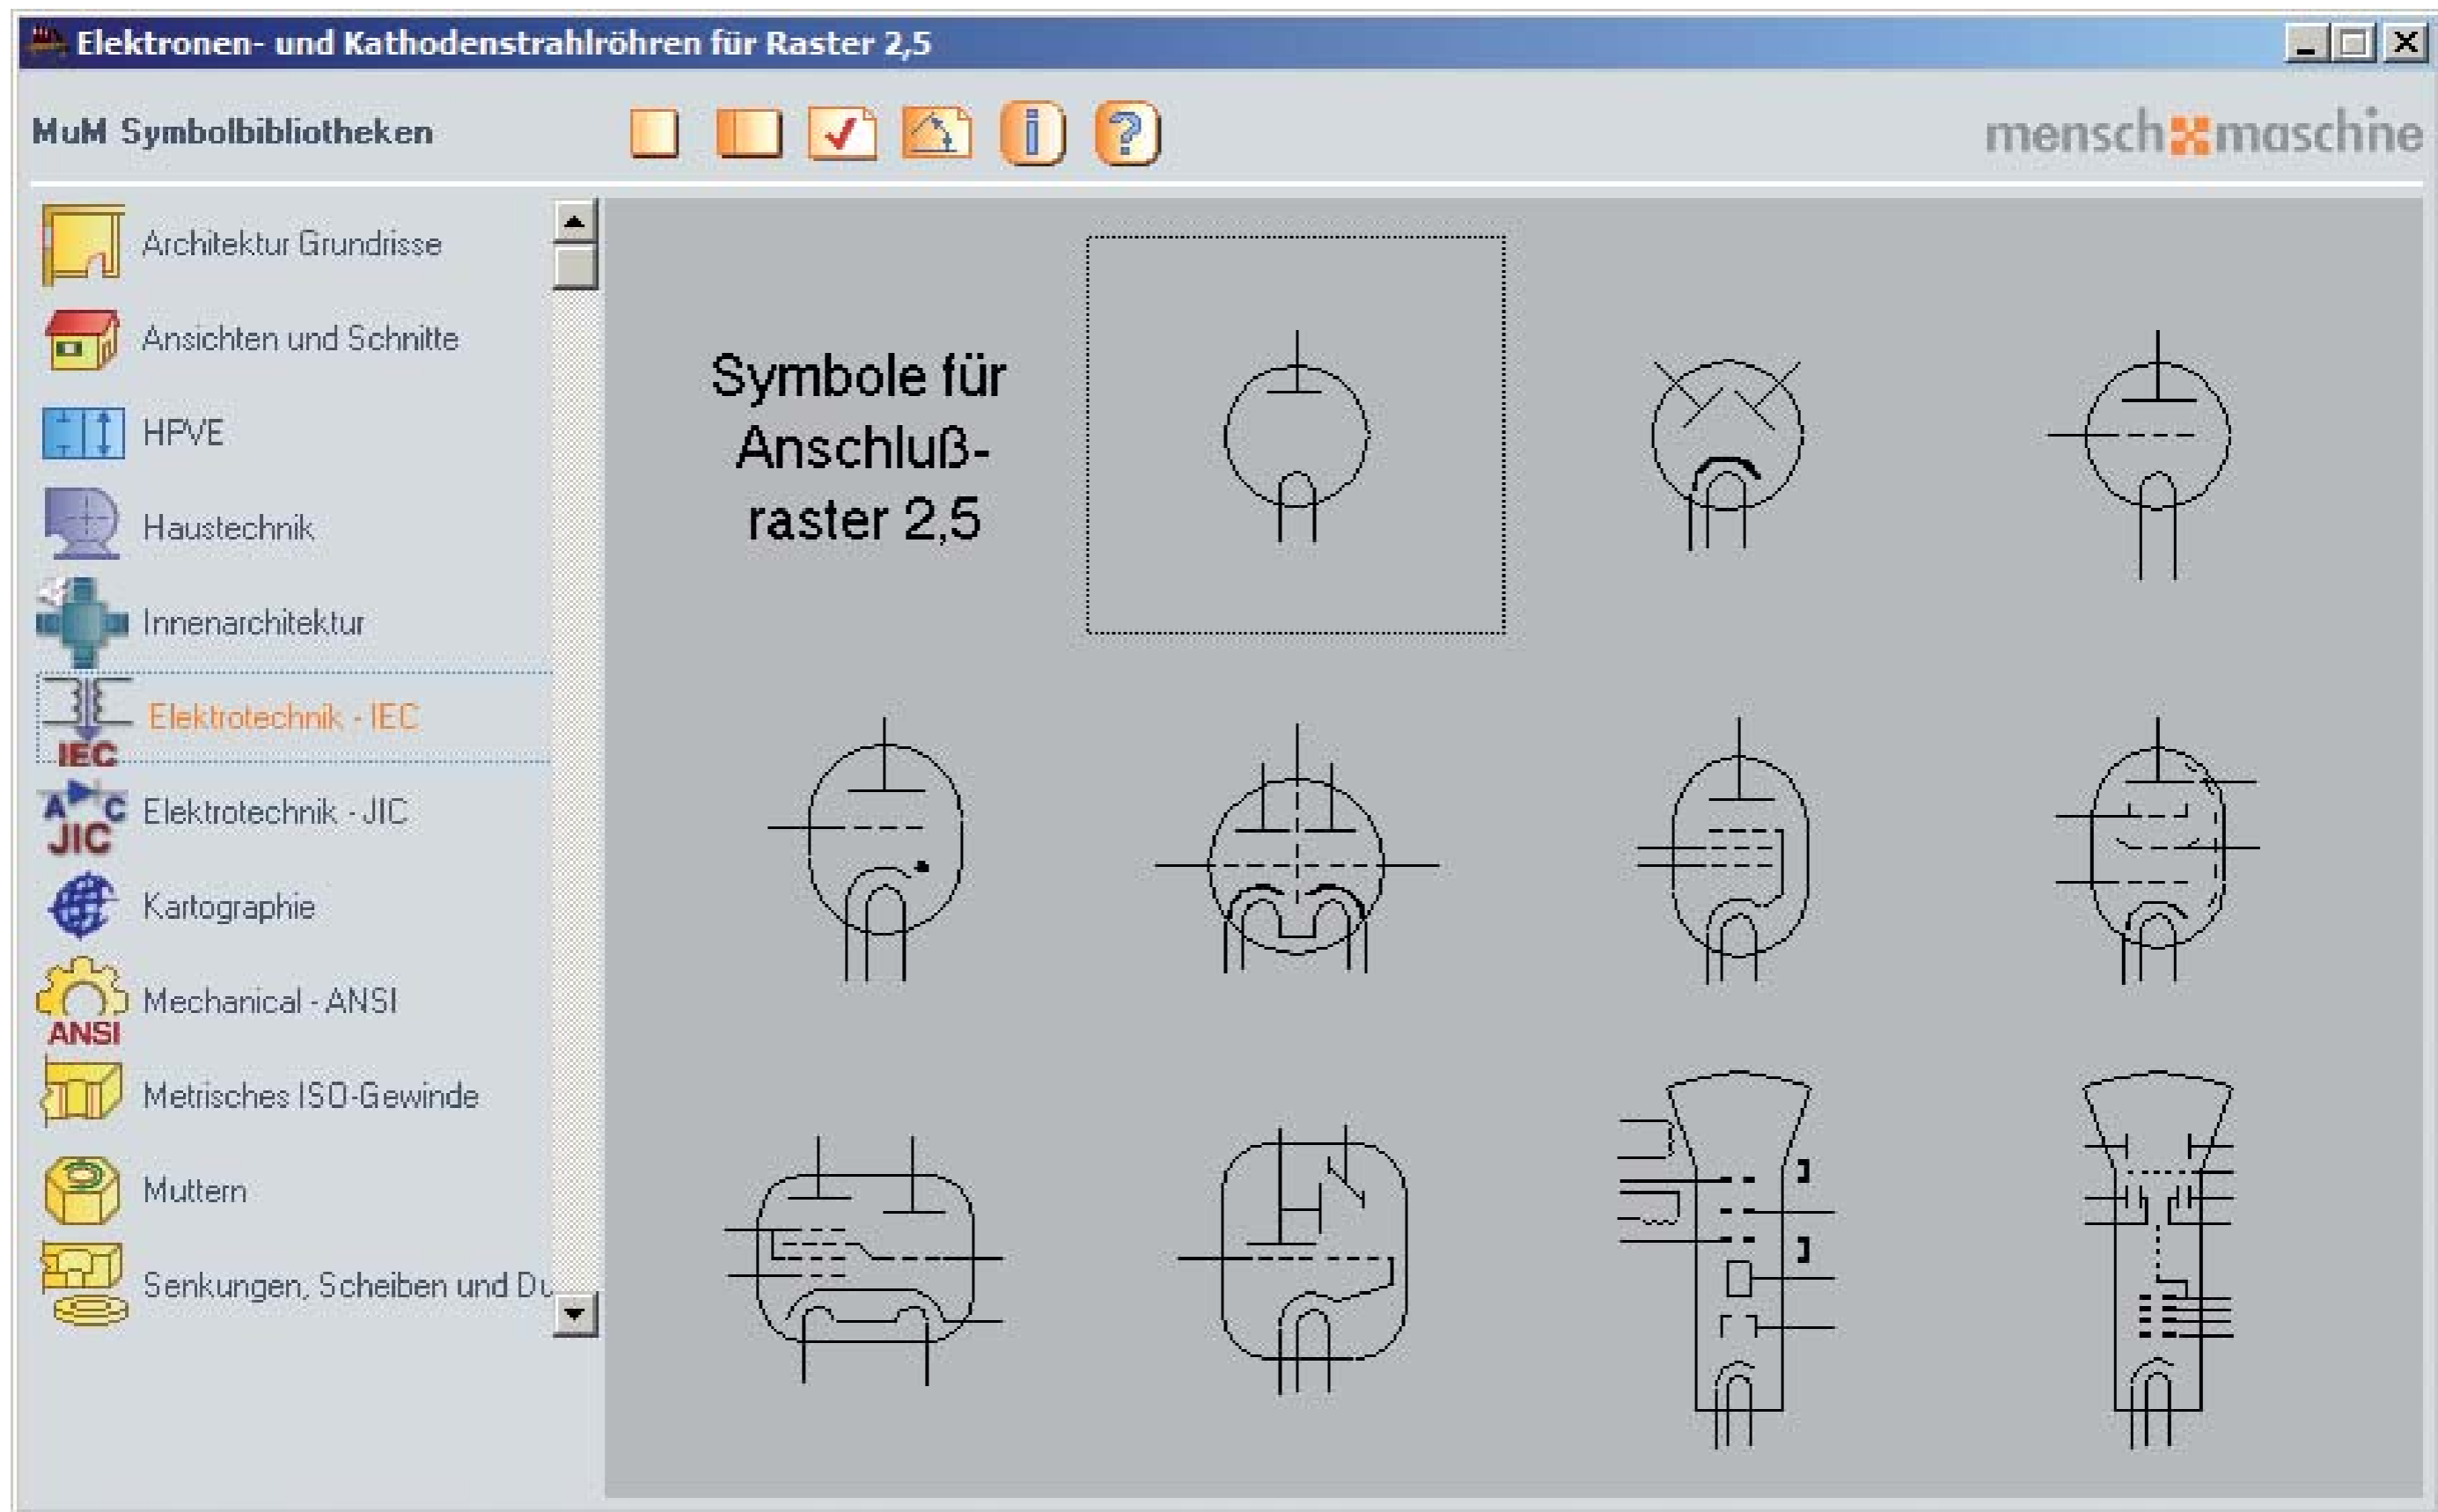 Elektronen- und Kathodenstrahlröhren für Raster 2,5
MuM Symbolbibliotheken
i
?
mensch maschine
Architektur Grundrisse
Ansichten und Schnitte
HPVE
Haustechnik
Innenarchitektur
Elektrotechnik - IEC
IEC
A C
JIC
Elektrotechnik - JIC
Kartographie
Mechanical - ANSI
ANSI
Metrisches ISO-Gewinde
Muttern
Senkungen, Scheiben und Du
Symbole für
Anschluß-
raster 2,5